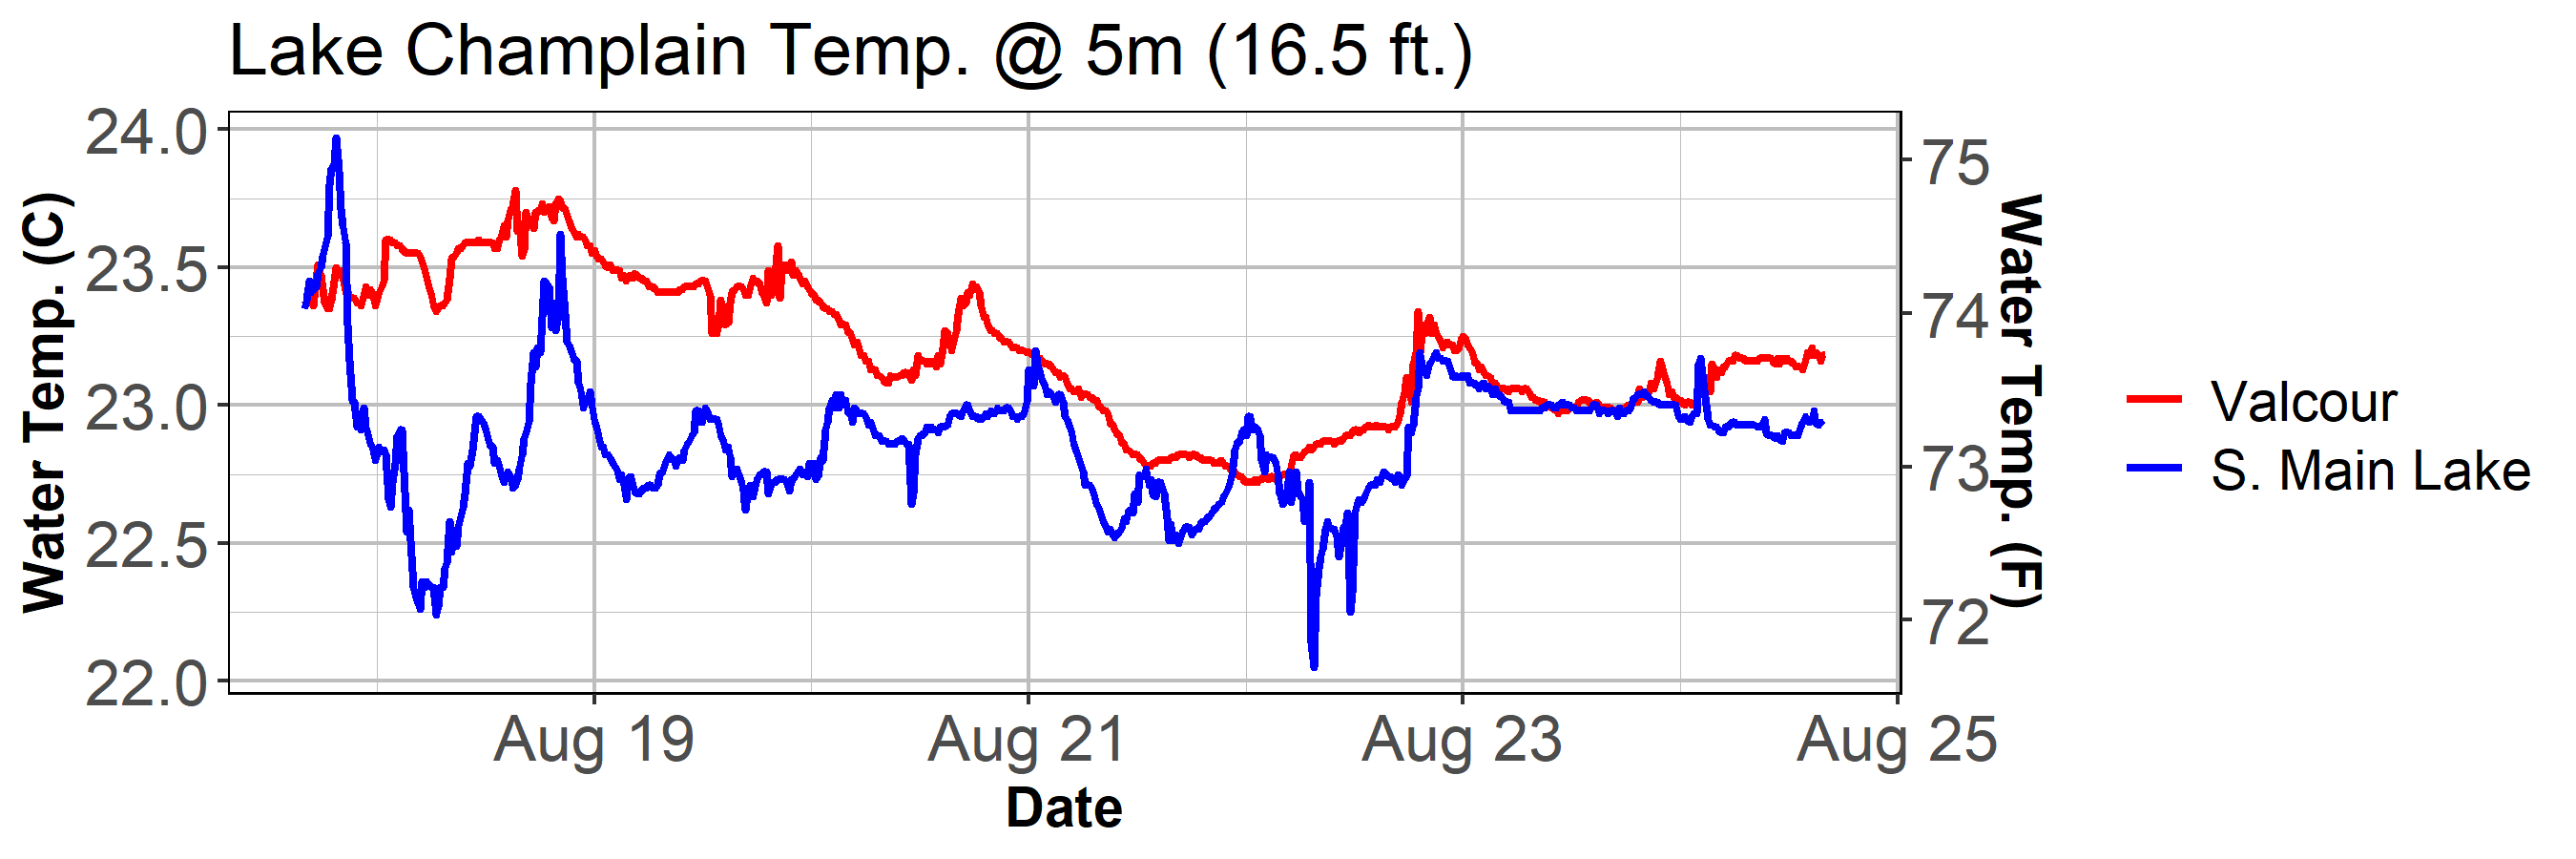 Lake Champlain Temp. @ 5m (16.5 ft.)
Water Temp. (C)
24.0
23.5
23.0
22.5
22.0
75
74
73
72
Water Temp. (F)
Aug 19
Aug 21
Aug 23
Aug 25
Date
Valcour
S. Main Lake